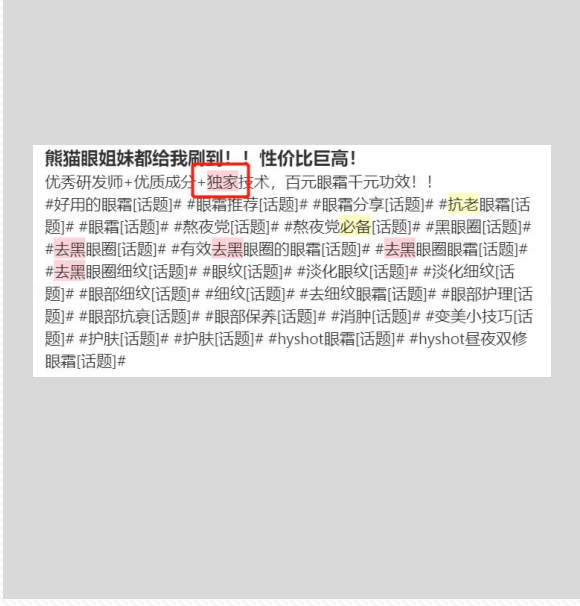 熊猫眼姐妹都给我刷到！！性价比巨高！
优秀研发师+优质成分+独家技术，百元眼霜千元功效！！
#好用的眼霜[话题]# #眼霜推荐[话题]# #眼霜分享[话题]# #抗老眼霜[话
题]# #眼霜[话题]# #熬夜党[话题]# #熬夜党必备[话题]# #黑眼圈[话题]#
#去黑眼圈[话题]# #有效去黑眼圈的眼霜[话题]# #去黑眼圈眼霜[话题]#
#去黑眼圈细纹[话题]# #眼纹[话题]# #淡化眼纹[话题]# #淡化细纹[话
题]# #眼部细纹[话题]# #细纹[话题]# #去细纹眼霜[话题]# #眼部护理[话
题]# #眼部抗衰[话题]# #眼部保养[话题]# #消肿[话题]# #变美小技巧[话
题]# #护肤[话题]# #护肤[话题]# #hyshot眼霜[话题]# #hyshot昼夜双修
眼霜[话题]#